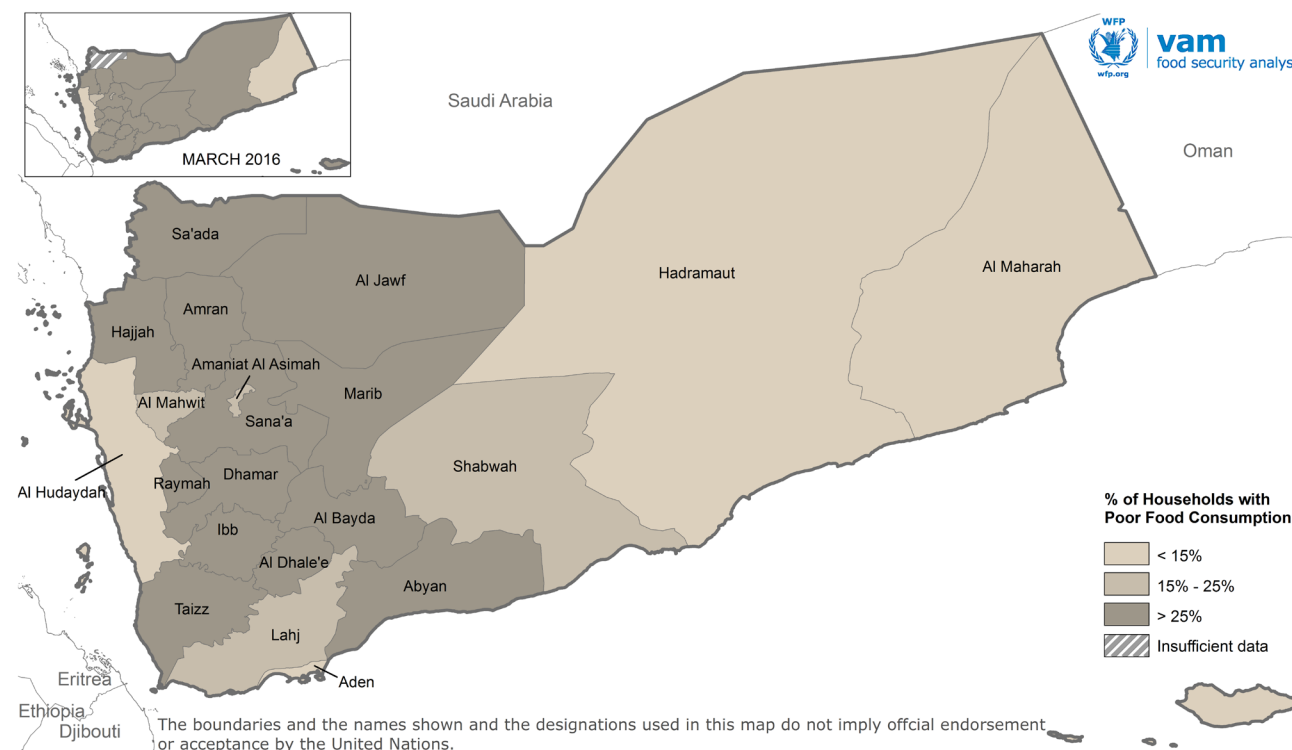 MARCH 2016
Saudi Arabia
WFP
wfp.org
vam
food security analys
Oman
Sa'ada
Al Jawf
Hadramaut
Al Maharah
Amran
Hajjah
Amaniat Al Asimah
Marib
Al Mahwit
Sana'a
Shabwah
Dhamar
Raymah
Al Hudaydah
Al Bayda
Ibb
Al Dhale'e
Abyan
Taizz
Lahj
Aden
% of Households with
Poor Food Consumption
< 15%
15% - 25%
> 25%
Insufficient data
Eritrea
Ethiopia
Djibouti
The boundaries and the names shown and the designations used in this map do not imply offcial endorsement
or acceptance by the United Nations.